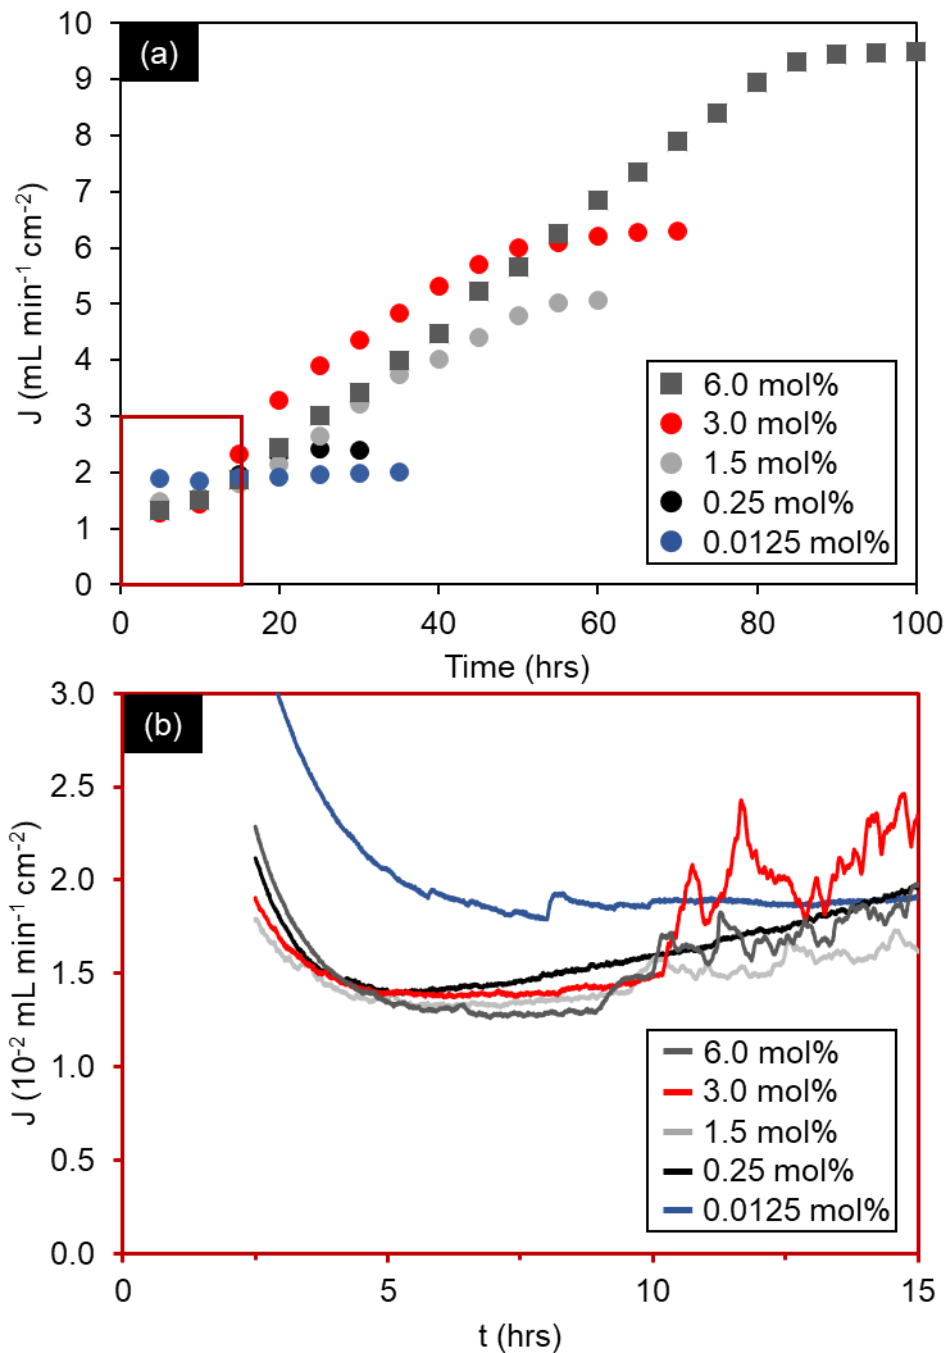 (a)
J (mL min⁻¹ cm⁻²)
10
9
8
7
6
5
4
3
2
1
0
6.0 mol%
3.0 mol%
1.5 mol%
0.25 mol%
0.0125 mol%
0 20 40 60 80 100
Time (hrs)
(b)
J (10⁻² mL min⁻¹ cm⁻²)
3.0
2.5
2.0
1.5
1.0
0.5
0.0
6.0 mol%
3.0 mol%
1.5 mol%
0.25 mol%
0.0125 mol%
0 5 10 15
t (hrs)